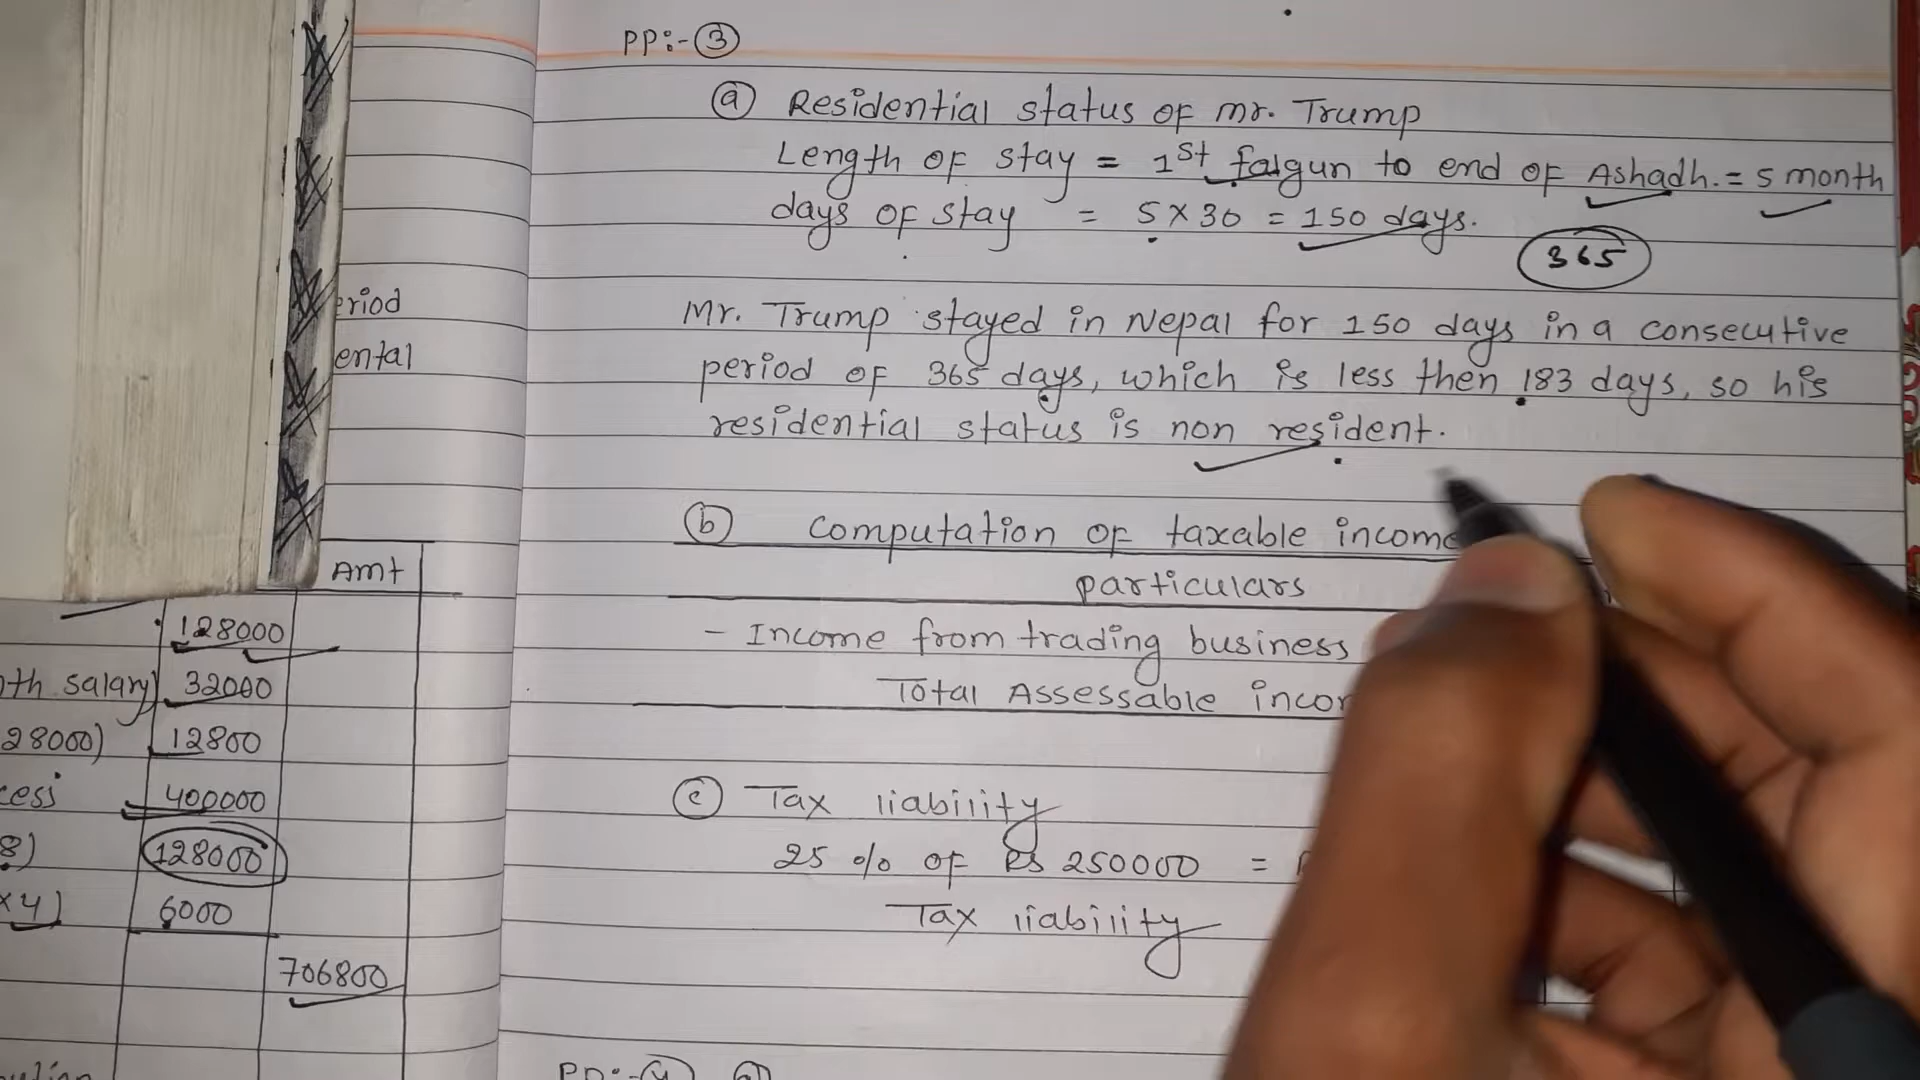 PP:- 3
a Residential status of mr. Trump
Length of stay = 1st falgun to end of Ashadh. = 5 month
days of stay = 5 x 30 = 150 days.
365
mr. Trump stayed in Nepal for 150 days in a consecutive
period of 365 days, which is less then 183 days, so his
residential status is non resident.
b computation of taxable income
particulars
- Income from trading business
Total Assessable
c Tax liability
25 % of Rs 250000 =
Tax liability
PP:-
eriod
ental
Amt
128000
th salary) 32000
28000) 12800
cess 400000
8) 128000
x4) 6000
706800